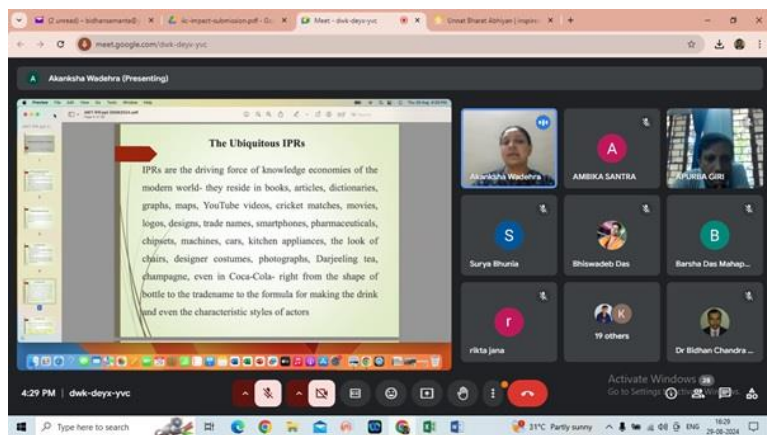 (2 unread) - bidhansamanta@
iic-impact-submission.pdf - Go
Meet - dwk-deyx-yvc
Unnat Bharat Abhiyan | Improv
meet.google.com/dwk-deyx-yvc
A Akanksha Wadehra (Presenting)
The Ubiquitous IPRs
IPRs are the driving force of knowledge economies of the
modern world- they reside in books, articles, dictionaries,
graphs, maps, YouTube videos, cricket matches, movies,
logos, designs, trade names, smartphones, pharmaceuticals,
chipsets, machines, cars, kitchen appliances, the look of
chairs, designer costumes, photographs, Darjeeling tea,
champagne, even in Coca-Cola- right from the shape of
bottle to the tradename to the formula for making the drink
and even the characteristic styles of actors
Akanksha Wadehra
A
AMBIKA SANTRA
APURBA GIRI
S
Surya Bhunia
Bhiswadeb Das
B
Barsha Das Mahap...
r
rikta jana
K
19 others
Dr Bidhan Chandra ...
Activate Windows
Go to Settings
28
4:29 PM | dwk-deyx-yvc
Type here to search
31°C Partly sunny
ENG
16:29
29-08-2024